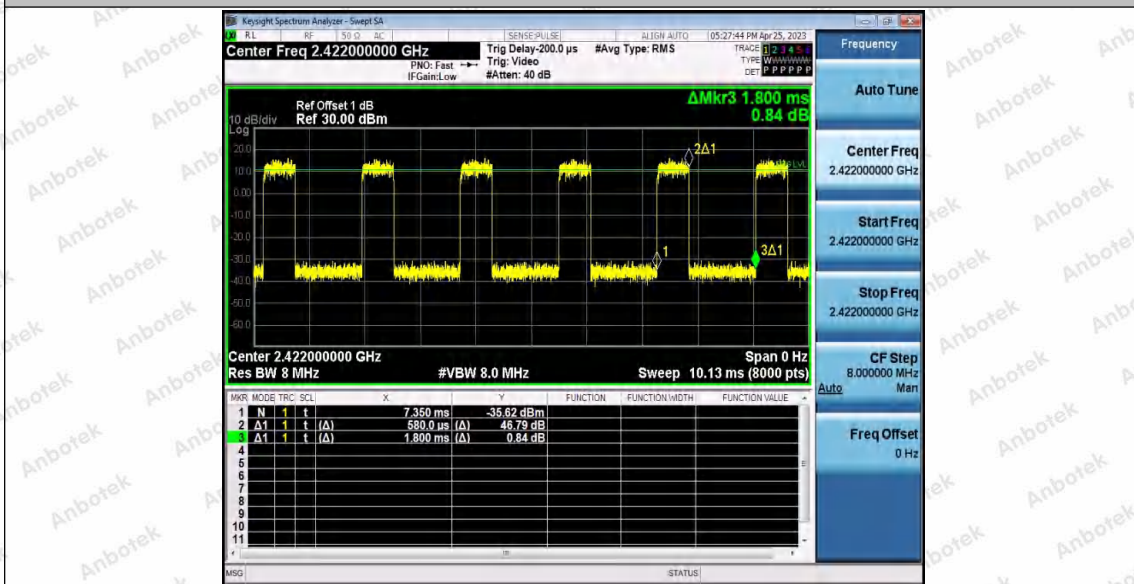 Keysight Spectrum Analyzer - Swept SA
RL RF 50 Ω AC SENSE:PULSE ALIGN AUTO 05:27:44 PM Apr 25, 2023
Center Freq 2.422000000 GHz
PNO: Fast
IFGain:Low
Trig Delay-200.0 µs
Trig: Video
#Atten: 40 dB
#Avg Type: RMS
TRACE 1 2 3 4 5 6
TYPE WWWWWW
DET P P P P P P
Frequency
Auto Tune
Center Freq
2.422000000 GHz
Start Freq
2.422000000 GHz
Stop Freq
2.422000000 GHz
CF Step
8.000000 MHz
Auto Man
Freq Offset
0 Hz
ΔMkr3 1.800 ms
0.84 dB
Ref Offset 1 dB
10 dB/div Ref 30.00 dBm
Log
20.0
10.0
0.00
-10.0
-20.0
-30.0
-40.0
-50.0
-60.0
2Δ1
1
3Δ1
Center 2.422000000 GHz Span 0 Hz
Res BW 8 MHz #VBW 8.0 MHz Sweep 10.13 ms (8000 pts)
MKR MODE TRC SCL X Y FUNCTION FUNCTION WIDTH FUNCTION VALUE
1 N 1 t 7.350 ms -35.62 dBm
2 Δ1 1 t (Δ) 580.0 µs (Δ) 46.79 dB
3 Δ1 1 t (Δ) 1.800 ms (Δ) 0.84 dB
4
5
6
7
8
9
10
11
MSG STATUS
Anbotek